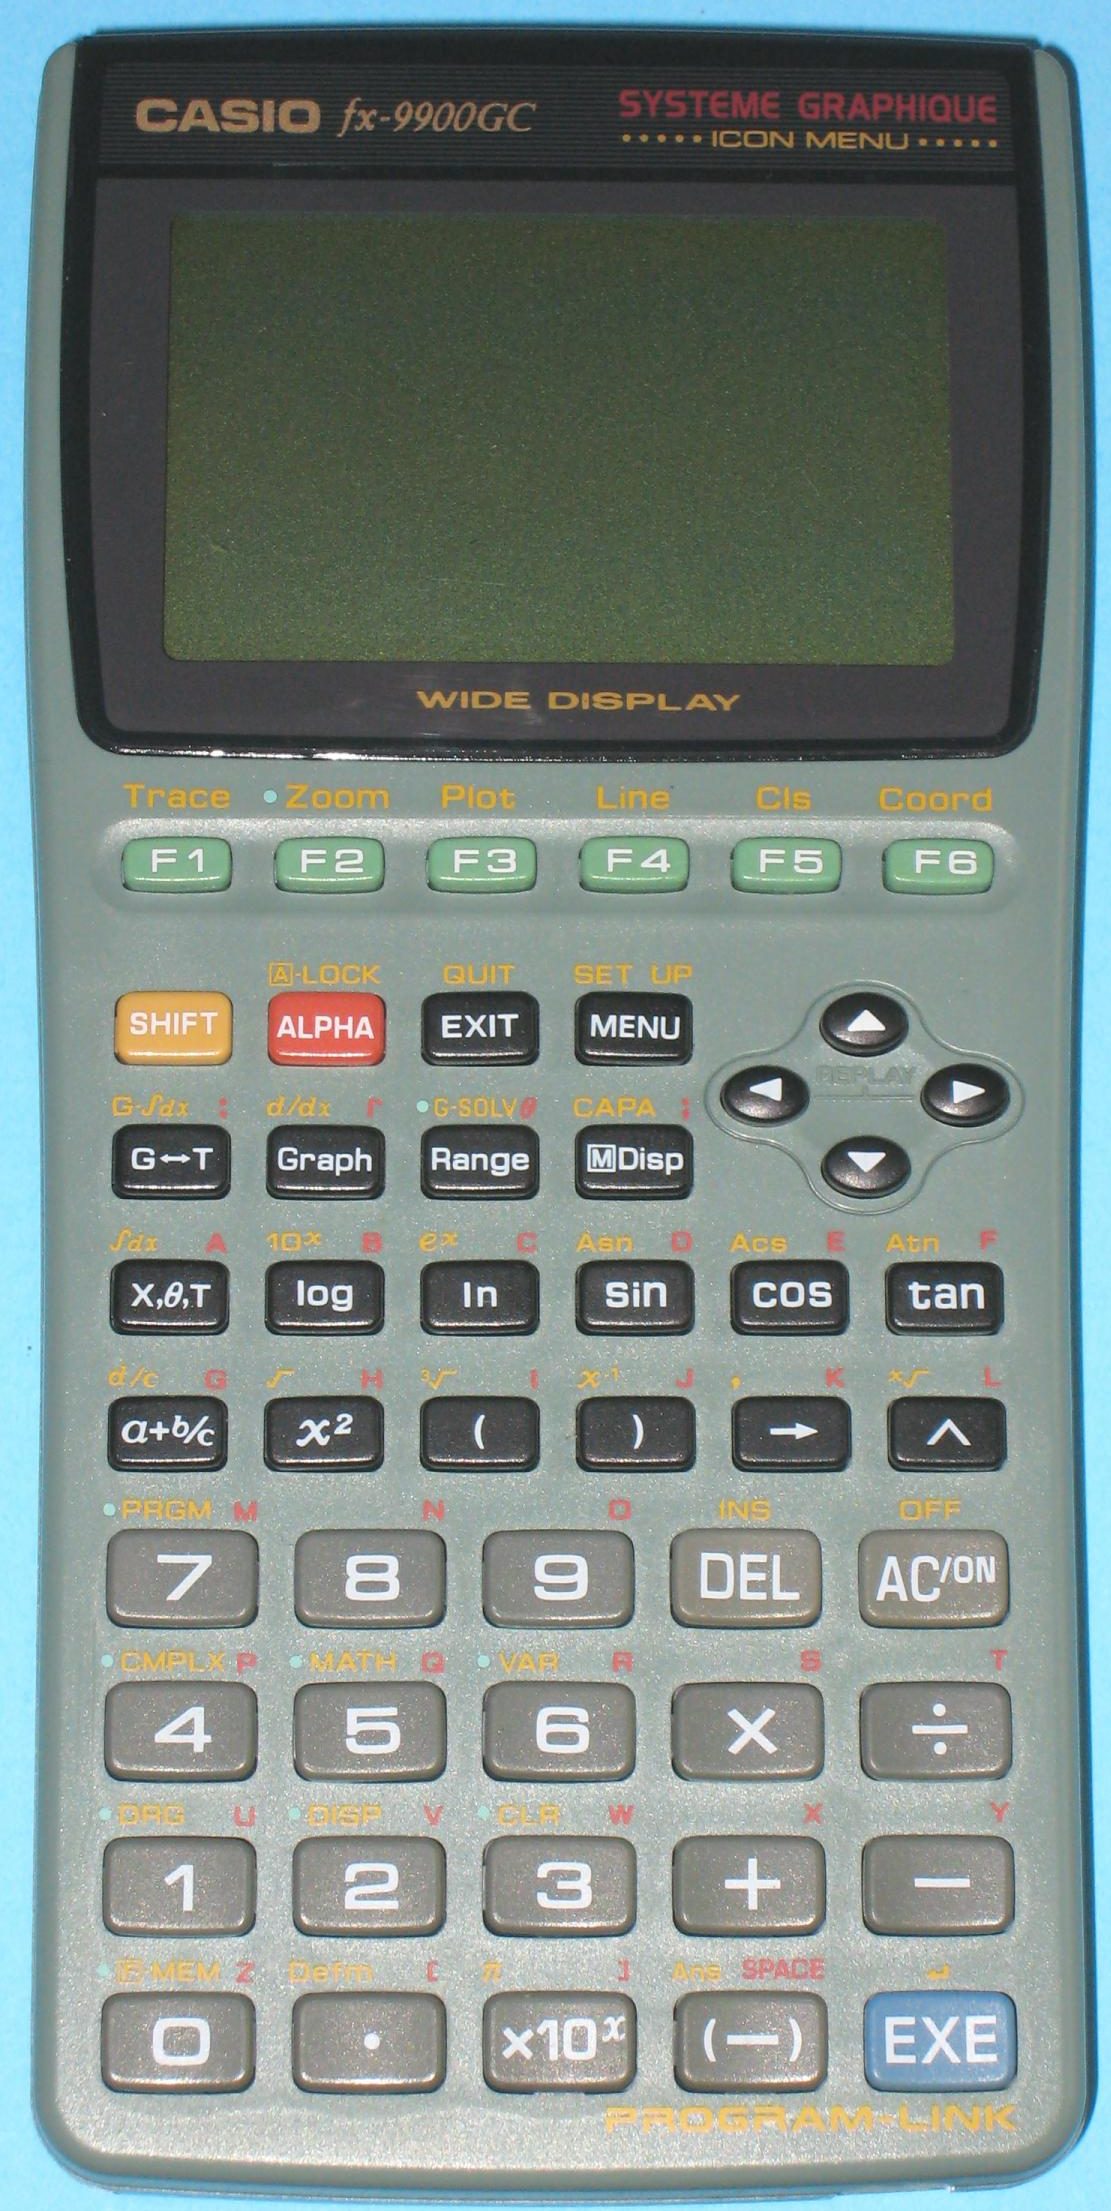 CASIO fx-9900GC SYSTEME GRAPHIQUE
•••••ICON MENU•••••
WIDE DISPLAY
Trace •Zoom Plot Line Cls Coord
F1 F2 F3 F4 F5 F6
A-LOCK QUIT SET UP
SHIFT ALPHA EXIT MENU
REPLAY
G-∫dx : d/dx r •G-SOLV θ CAPA ;
G↔T Graph Range MDisp
∫dx A 10ˣ B eˣ C Asn D Acs E Atn F
X,θ,T log ln sin cos tan
d/c G √ H ³√ I x⁻¹ J , K ˣ√ L
a+b/c x² ( ) → ^
•PRGM M N O INS OFF
7 8 9 DEL AC/ON
•CMPLX P •MATH Q •VAR R S T
4 5 6 × ÷
•DRG U •DISP V •CLR W X Y
1 2 3 + −
•F-MEM Z Defm [ π ] Ans SPACE ↵
0 . ×10ˣ (−) EXE
PROGRAM-LINK